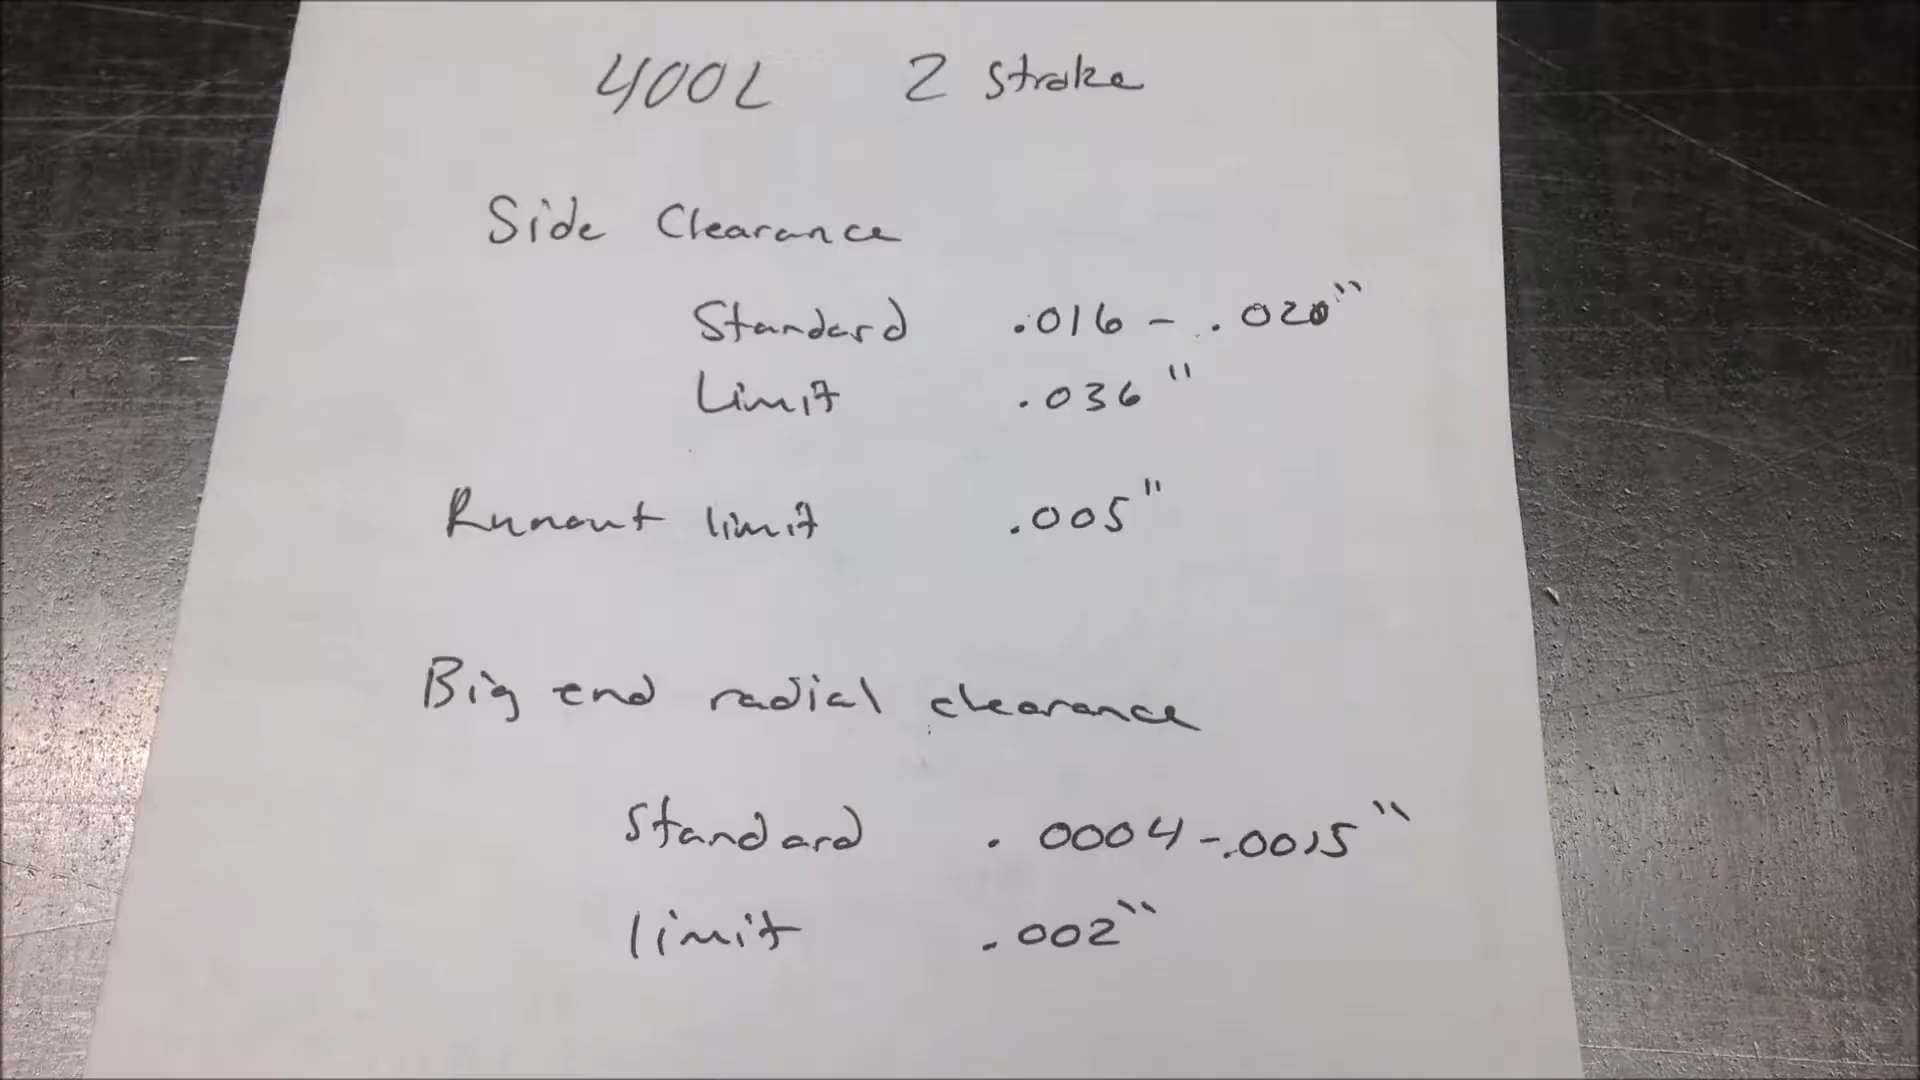 400L 2 Stroke
Side Clearance
Standard .016 - .020"
Limit .036"
Runout limit .005"
Big end radial clearance
Standard .0004-.0015"
limit .002"